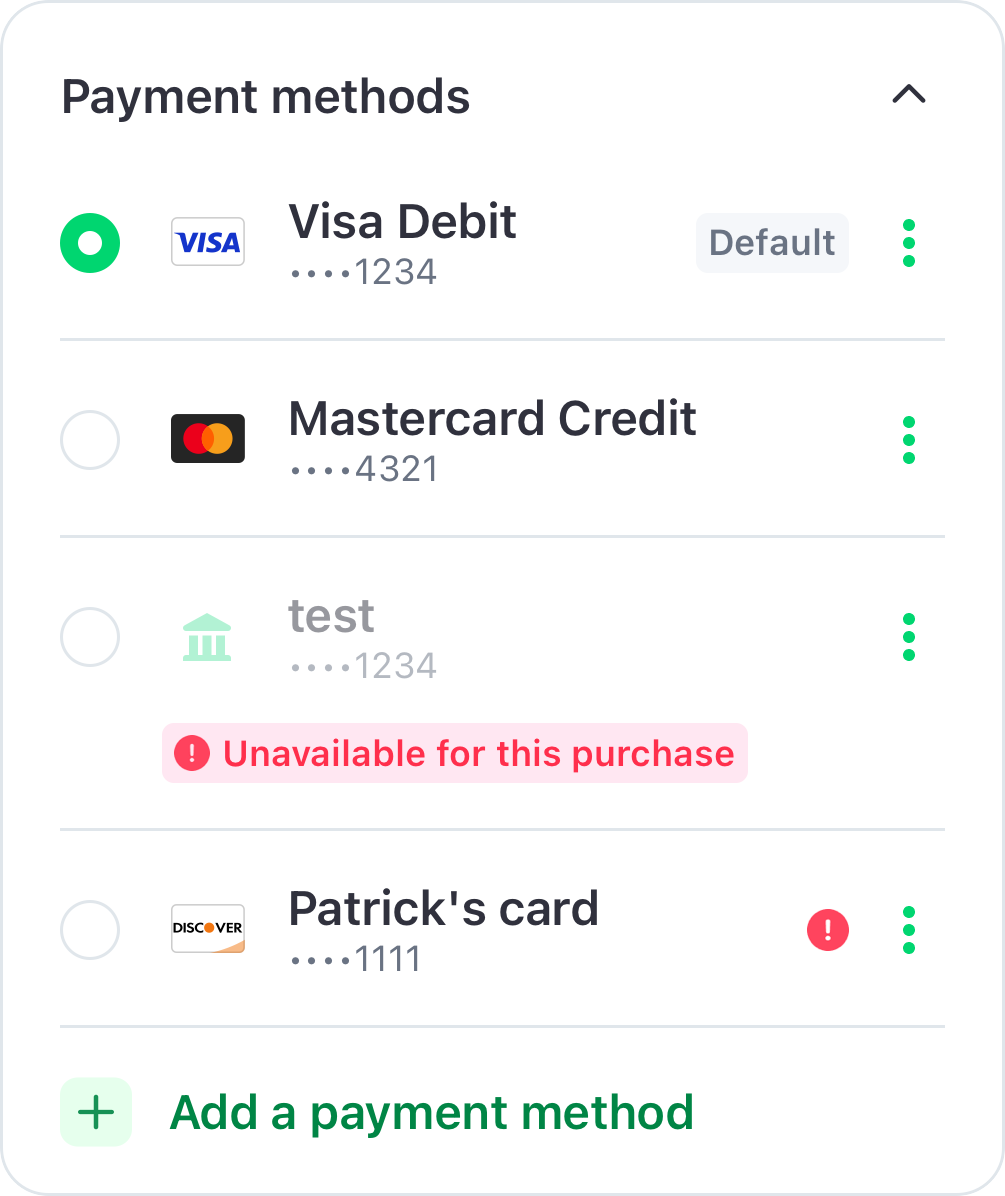 Payment methods
VISA
Visa Debit
Default
····1234
Mastercard Credit
····4321
test
····1234
! Unavailable for this purchase
DISCOVER
Patrick's card
!
····1111
+ Add a payment method